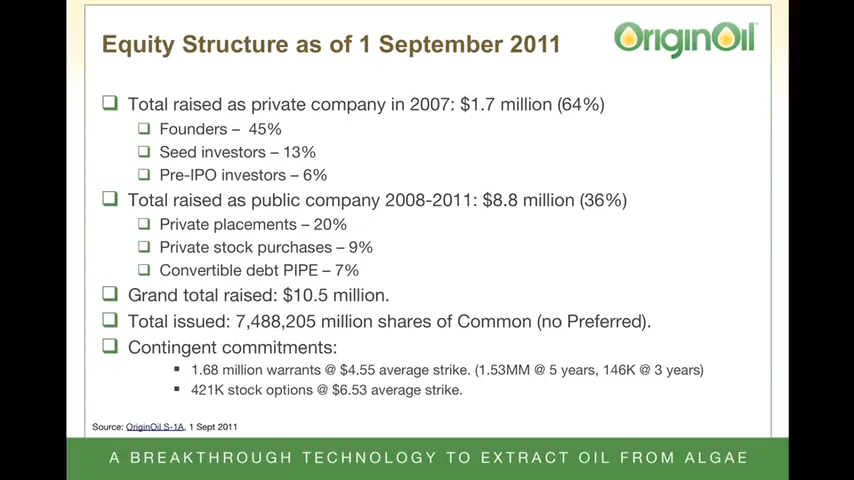 Equity Structure as of 1 September 2011
OriginOil
Total raised as private company in 2007: $1.7 million (64%)
Founders – 45%
Seed investors – 13%
Pre-IPO investors – 6%
Total raised as public company 2008-2011: $8.8 million (36%)
Private placements – 20%
Private stock purchases – 9%
Convertible debt PIPE – 7%
Grand total raised: $10.5 million.
Total issued: 7,488,205 million shares of Common (no Preferred).
Contingent commitments:
1.68 million warrants @ $4.55 average strike. (1.53MM @ 5 years, 146K @ 3 years)
421K stock options @ $6.53 average strike.
Source: OriginOil S-1A, 1 Sept 2011
A BREAKTHROUGH TECHNOLOGY TO EXTRACT OIL FROM ALGAE